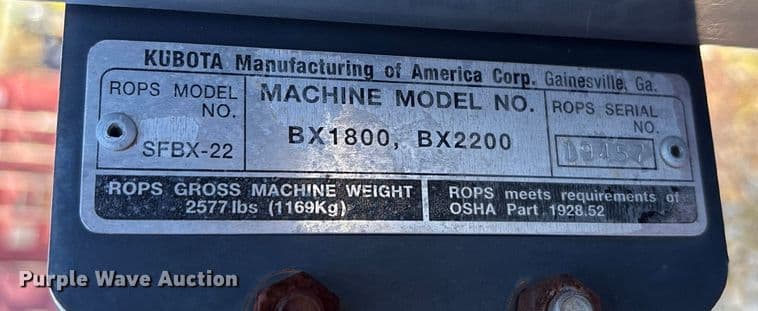 KUBOTA Manufacturing of America Corp. Gainesville, Ga.
ROPS MODEL NO.
SFBX-22
MACHINE MODEL NO.
BX1800, BX2200
ROPS SERIAL NO.
ROPS GROSS MACHINE WEIGHT
2577 lbs (1169Kg)
ROPS meets requirements of
OSHA Part 1928.52
Purple Wave Auction